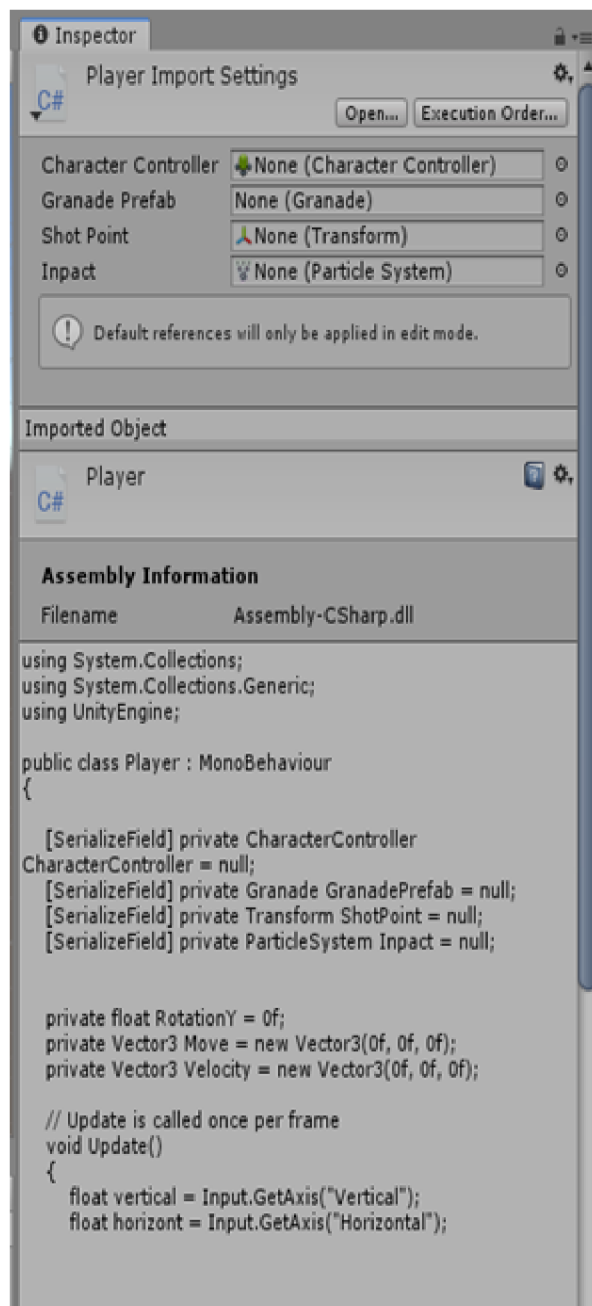 Inspector
Player Import Settings
C#
Open... Execution Order...
Character Controller None (Character Controller)
Granade Prefab None (Granade)
Shot Point None (Transform)
Inpact None (Particle System)
Default references will only be applied in edit mode.
Imported Object
Player
C#
Assembly Information
Filename Assembly-CSharp.dll
using System.Collections;
using System.Collections.Generic;
using UnityEngine;
public class Player : MonoBehaviour
{
[SerializeField] private CharacterController
CharacterController = null;
[SerializeField] private Granade GranadePrefab = null;
[SerializeField] private Transform ShotPoint = null;
[SerializeField] private ParticleSystem Inpact = null;
private float RotationY = 0f;
private Vector3 Move = new Vector3(0f, 0f, 0f);
private Vector3 Velocity = new Vector3(0f, 0f, 0f);
// Update is called once per frame
void Update()
{
float vertical = Input.GetAxis("Vertical");
float horizont = Input.GetAxis("Horizontal");